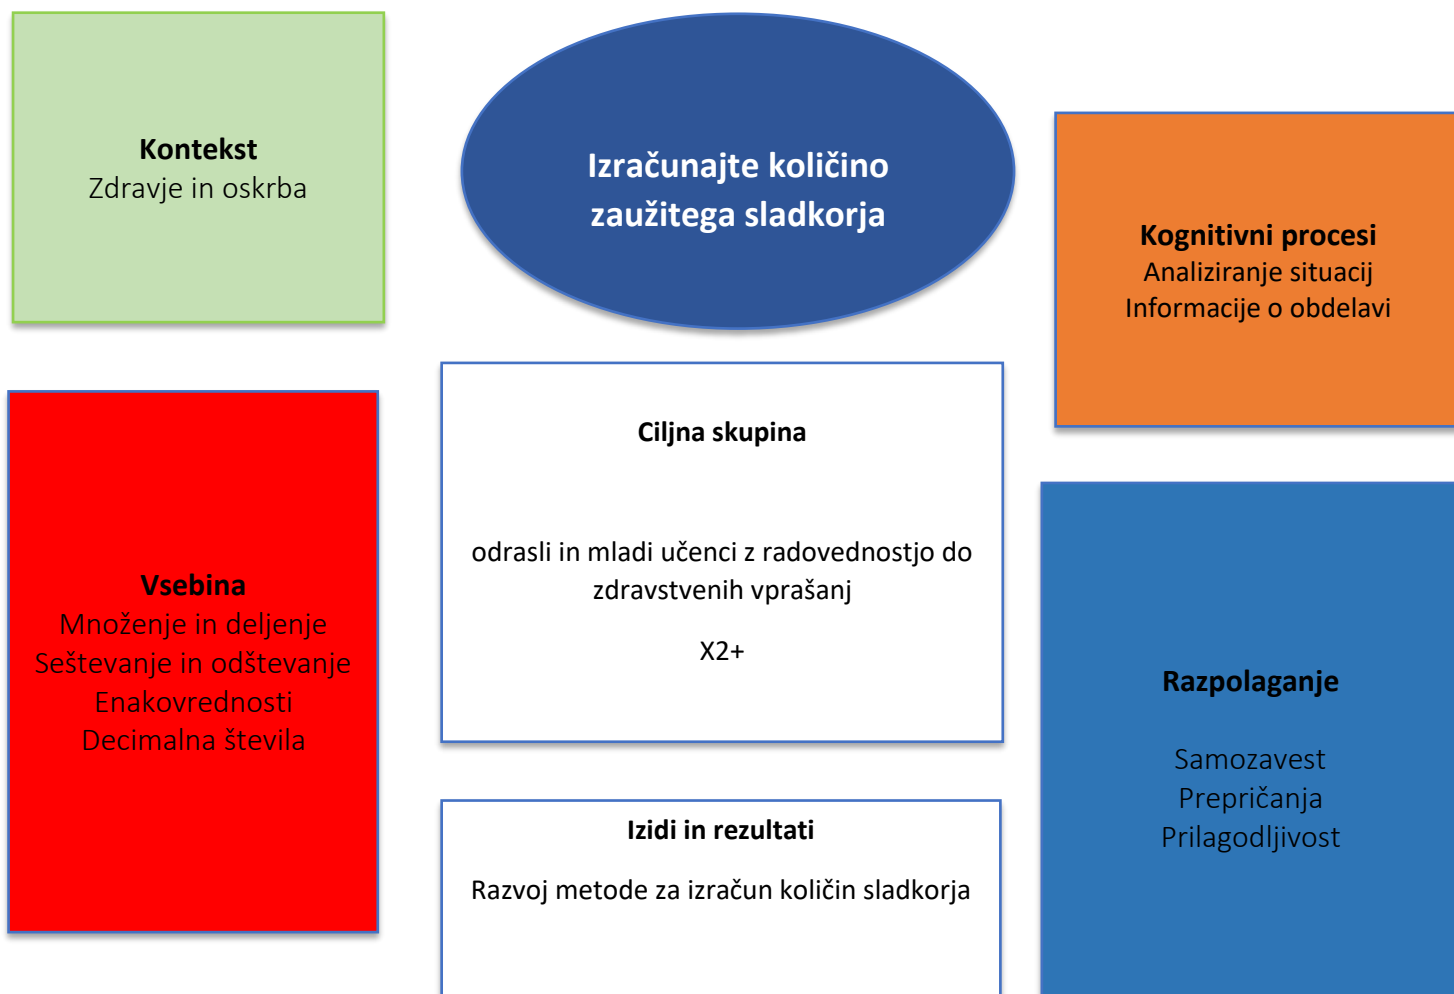 Kontekst
Zdravje in oskrba
Izračunajte količino
zaužitega sladkorja
Kognitivni procesi
Analiziranje situacij
Informacije o obdelavi
Vsebina
Množenje in deljenje
Seštevanje in odštevanje
Enakovrednosti
Decimalna števila
Ciljna skupina
odrasli in mladi učenci z radovednostjo do
zdravstvenih vprašanj
X2+
Razpolaganje
Samozavest
Prepričanja
Prilagodljivost
Izidi in rezultati
Razvoj metode za izračun količin sladkorja